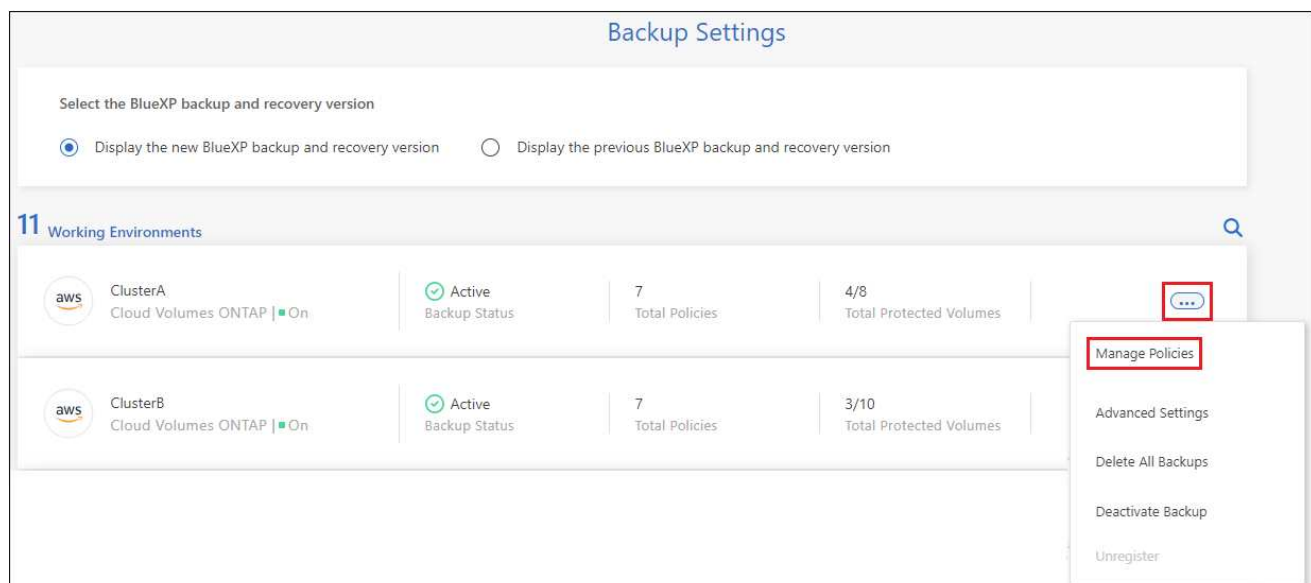 Backup Settings
Select the BlueXP backup and recovery version
Display the new BlueXP backup and recovery version Display the previous BlueXP backup and recovery version
11 Working Environments
aws ClusterA Active 7 4/8 ...
Cloud Volumes ONTAP | On Backup Status Total Policies Total Protected Volumes
Manage Policies
aws ClusterB Active 7 3/10
Cloud Volumes ONTAP | On Backup Status Total Policies Total Protected Volumes
Advanced Settings
Delete All Backups
Deactivate Backup
Unregister